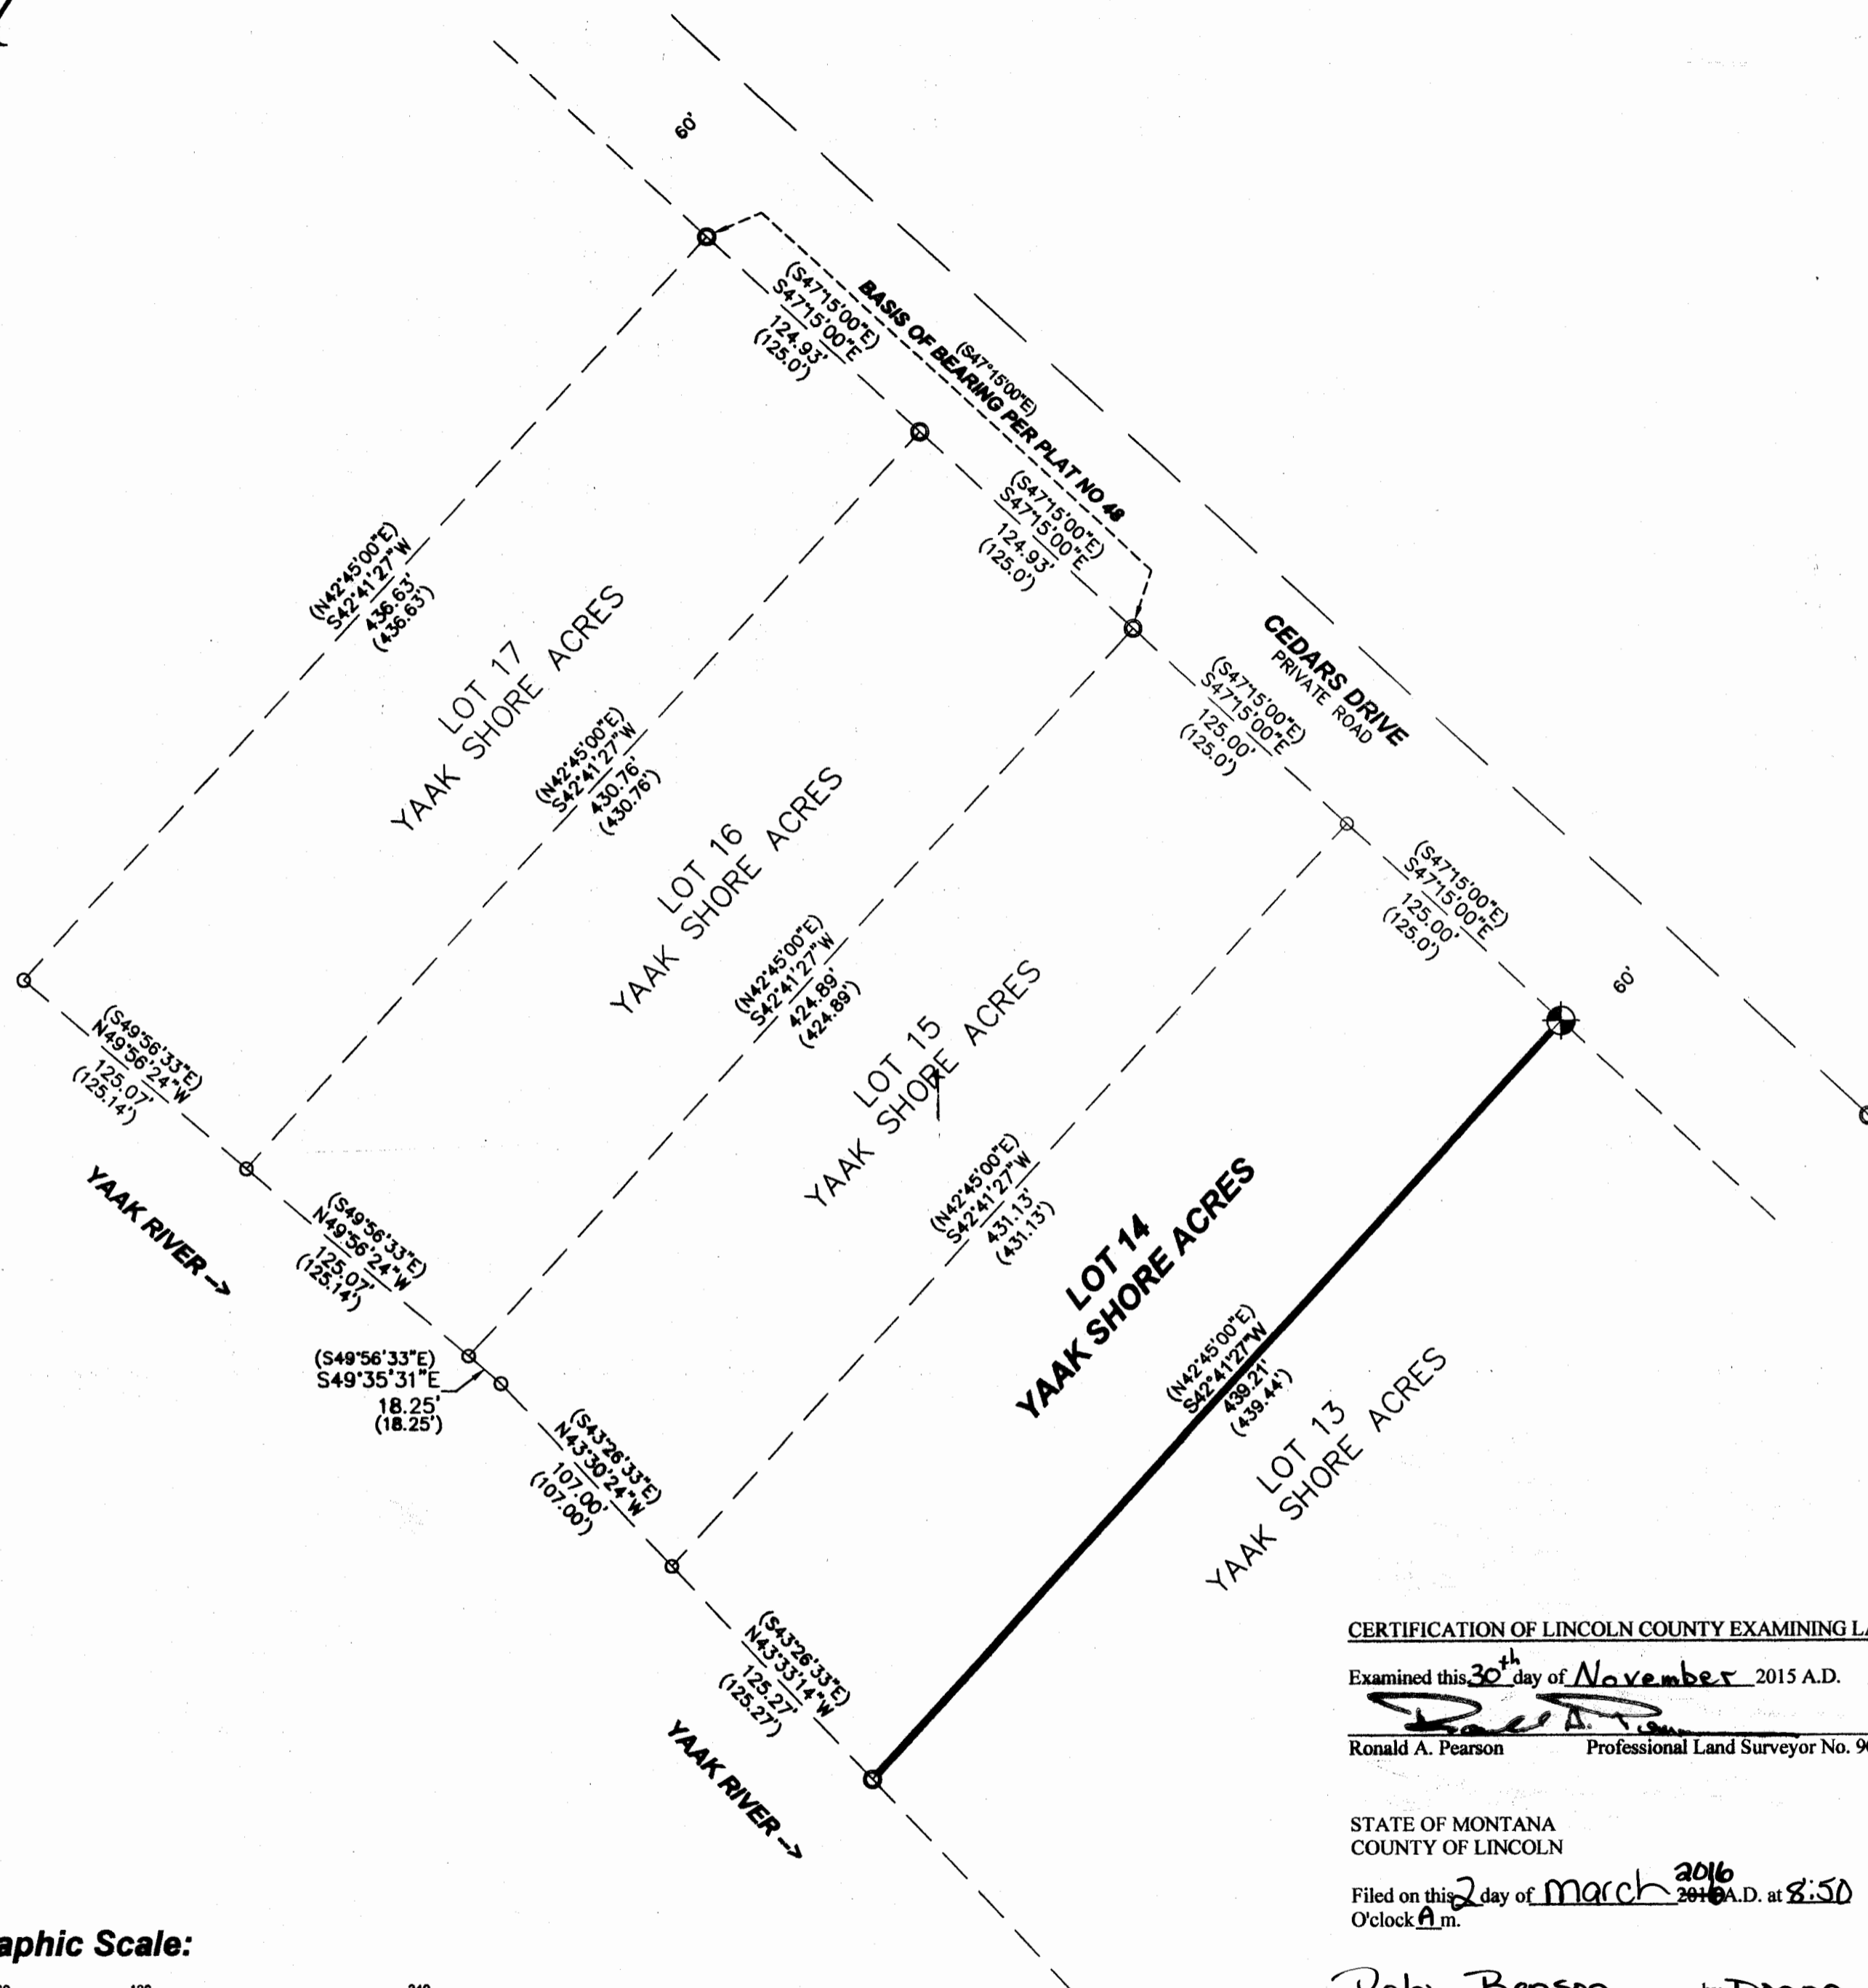 60'
(S47°15'00"E)
S47°15'00"E
124.93'
(125.0')
BASIS OF BEARING PER PLAT NO 48
(S47°15'00"E)
(S47°15'00"E)
S47°15'00"E
124.93'
(125.0')
CEDARS DRIVE
PRIVATE ROAD
(S47°15'00"E)
S47°15'00"E
125.00'
(125.0')
(S47°15'00"E)
S47°15'00"E
125.00'
(125.0')
60'
(N42°45'00"E)
S42°41'27"W
436.63'
(436.63')
LOT 17
YAAK SHORE ACRES
(N42°45'00"E)
S42°41'27"W
430.76'
(430.76')
LOT 16
YAAK SHORE ACRES
(N42°45'00"E)
S42°41'27"W
424.89'
(424.89')
LOT 15
YAAK SHORE ACRES
(N42°45'00"E)
S42°41'27"W
431.13'
(431.13')
LOT 14
YAAK SHORE ACRES
(N42°45'00"E)
S42°41'27"W
439.21'
(439.44')
LOT 13
YAAK SHORE ACRES
(S49°56'33"E)
N49°56'24"W
125.07'
(125.14')
YAAK RIVER -->
(S49°56'33"E)
N49°56'24"W
125.07'
(125.14')
(S49°56'33"E)
S49°35'31"E
18.25'
(18.25')
(S43°26'33"E)
N43°30'24"W
107.00'
(107.00')
(S43°26'33"E)
N43°33'14"W
125.27'
(125.27')
YAAK RIVER -->
CERTIFICATION OF LINCOLN COUNTY EXAMINING
Examined this 30th day of November 2015 A.D.
Ronald A. Pearson Professional Land Surveyor No.
STATE OF MONTANA
COUNTY OF LINCOLN
2016
Filed on this 2 day of March A.D. at 8:50
O'clock A m.
aphic Scale:
Benson